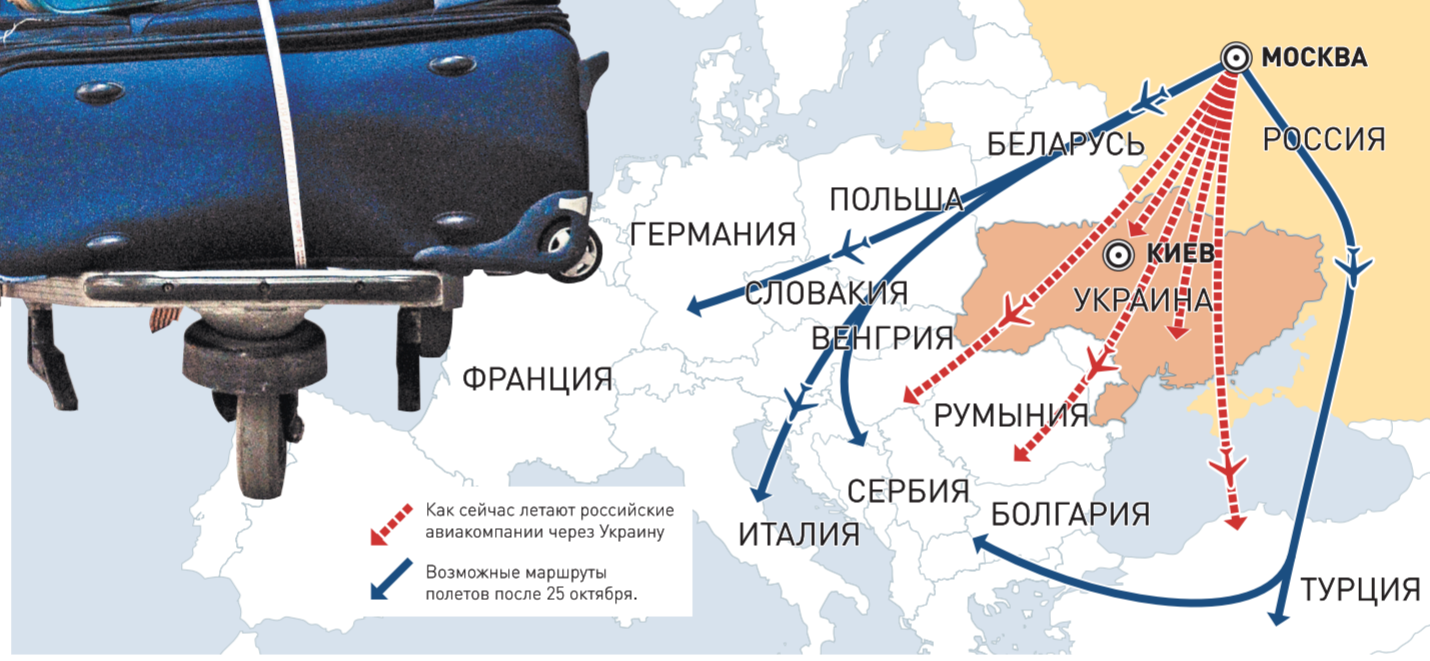 МОСКВА
РОССИЯ
БЕЛАРУСЬ
ПОЛЬША
ГЕРМАНИЯ
КИЕВ
УКРАИНА
СЛОВАКИЯ
ВЕНГРИЯ
ФРАНЦИЯ
РУМЫНИЯ
СЕРБИЯ
БОЛГАРИЯ
ИТАЛИЯ
ТУРЦИЯ
Как сейчас летают российские
авиакомпании через Украину
Возможные маршруты
полетов после 25 октября.